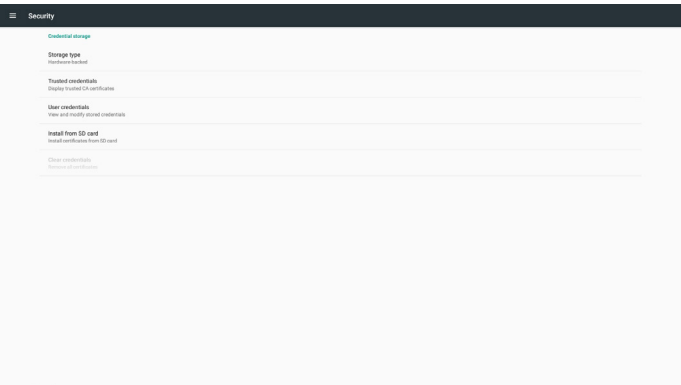 Security
Credential storage
Storage type
Hardware-backed
Trusted credentials
Display trusted CA certificates
User credentials
View and modify stored credentials
Install from SD card
Install certificates from SD card
Clear credentials
Remove all certificates